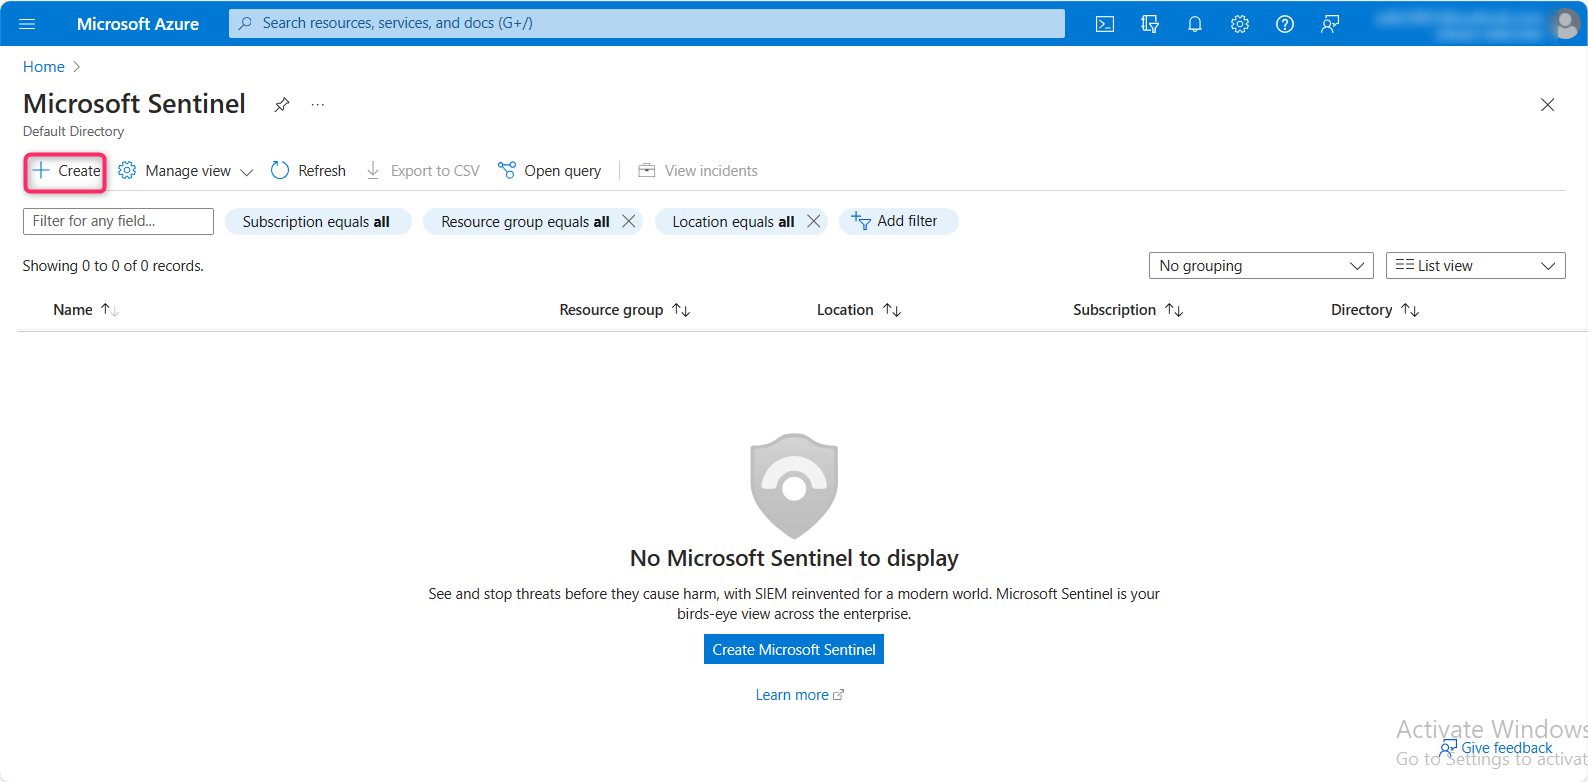 Microsoft Azure
Search resources, services, and docs (G+/)
Home
Microsoft Sentinel
Default Directory
Create
Manage view
Refresh
Export to CSV
Open query
View incidents
Filter for any field...
Subscription equals all
Resource group equals all
Location equals all
Add filter
Showing 0 to 0 of 0 records.
No grouping
List view
Name
Resource group
Location
Subscription
Directory
No Microsoft Sentinel to display
See and stop threats before they cause harm, with SIEM reinvented for a modern world. Microsoft Sentinel is your
birds-eye view across the enterprise.
Create Microsoft Sentinel
Learn more
Activate Windows
Give feedback
Go to Settings to activat